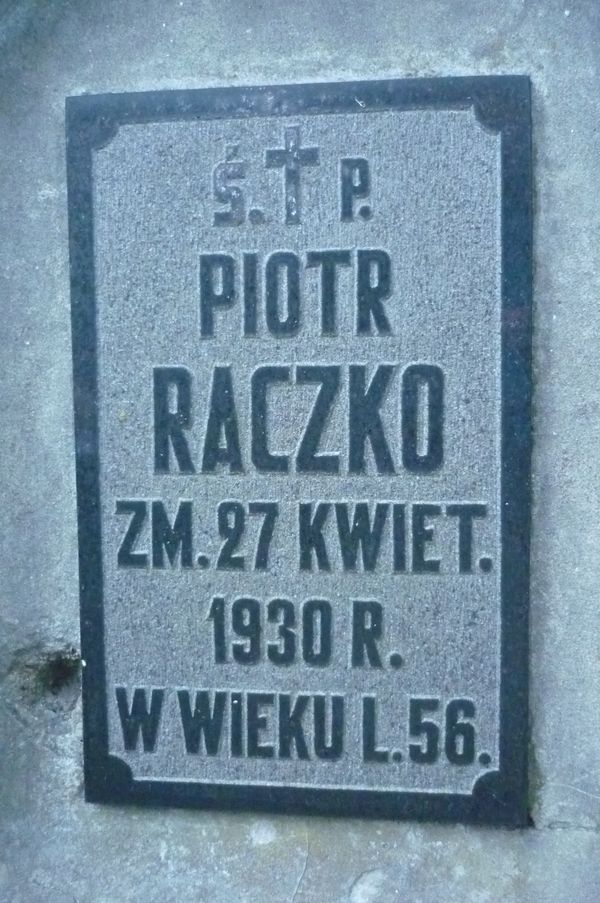 Ś. † P.
PIOTR
RACZKO
ZM. 27 KWIET.
1930 R.
W WIEKU L. 56.